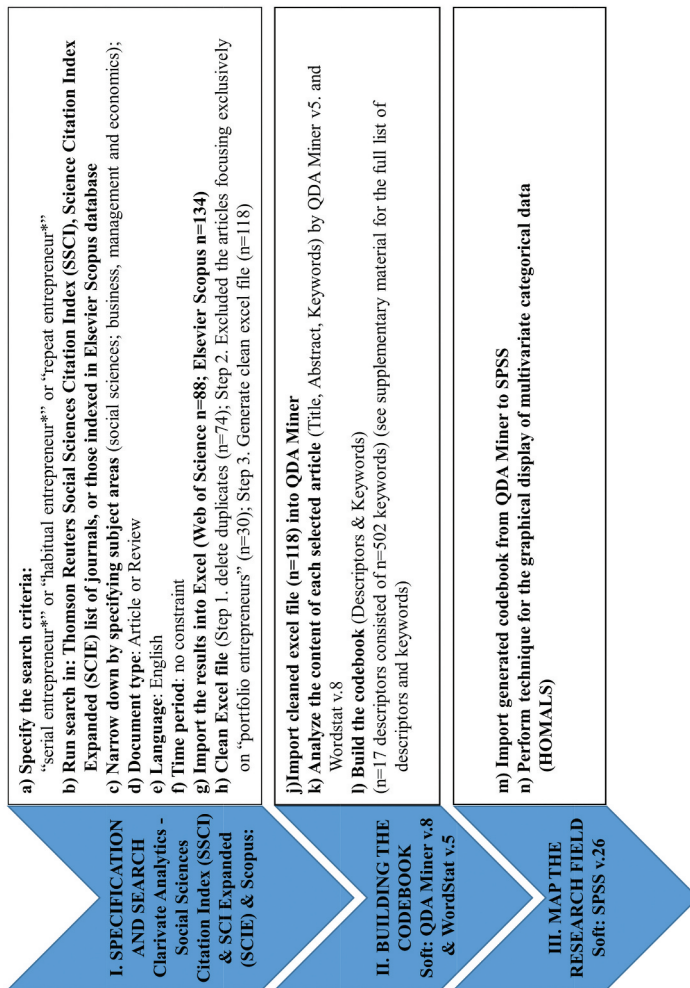 I. SPECIFICATION
AND SEARCH
Clarivate Analytics -
Social Sciences
Citation Index (SSCI)
& SCI Expanded
(SCIE) & Scopus:
a) Specify the search criteria:
“serial entrepreneur*” or “habitual entrepreneur*” or “repeat entrepreneur*”
b) Run search in: Thomson Reuters Social Sciences Citation Index (SSCI), Science Citation Index
Expanded (SCIE) list of journals, or those indexed in Elsevier Scopus database
c) Narrow down by specifying subject areas (social sciences; business, management and economics);
d) Document type: Article or Review
e) Language: English
f) Time period: no constraint
g) Import the results into Excel (Web of Science n=88; Elsevier Scopus n=134)
h) Clean Excel file (Step 1. delete duplicates (n=74); Step 2. Excluded the articles focusing exclusively
on “portfolio entrepreneurs” (n=30); Step 3. Generate clean excel file (n=118)
II. BUILDING THE
CODEBOOK
Soft: QDA Miner v.8
& WordStat v.5
j)Import cleaned excel file (n=118) into QDA Miner
k) Analyze the content of each selected article (Title, Abstract, Keywords) by QDA Miner v5. and
Wordstat v.8
l) Build the codebook (Descriptors & Keywords)
(n=17 descriptors consisted of n=502 keywords) (see supplementary material for the full list of
descriptors and keywords)
III. MAP THE
RESEARCH FIELD
Soft: SPSS v.26
m) Import generated codebook from QDA Miner to SPSS
n) Perform technique for the graphical display of multivariate categorical data
(HOMALS)